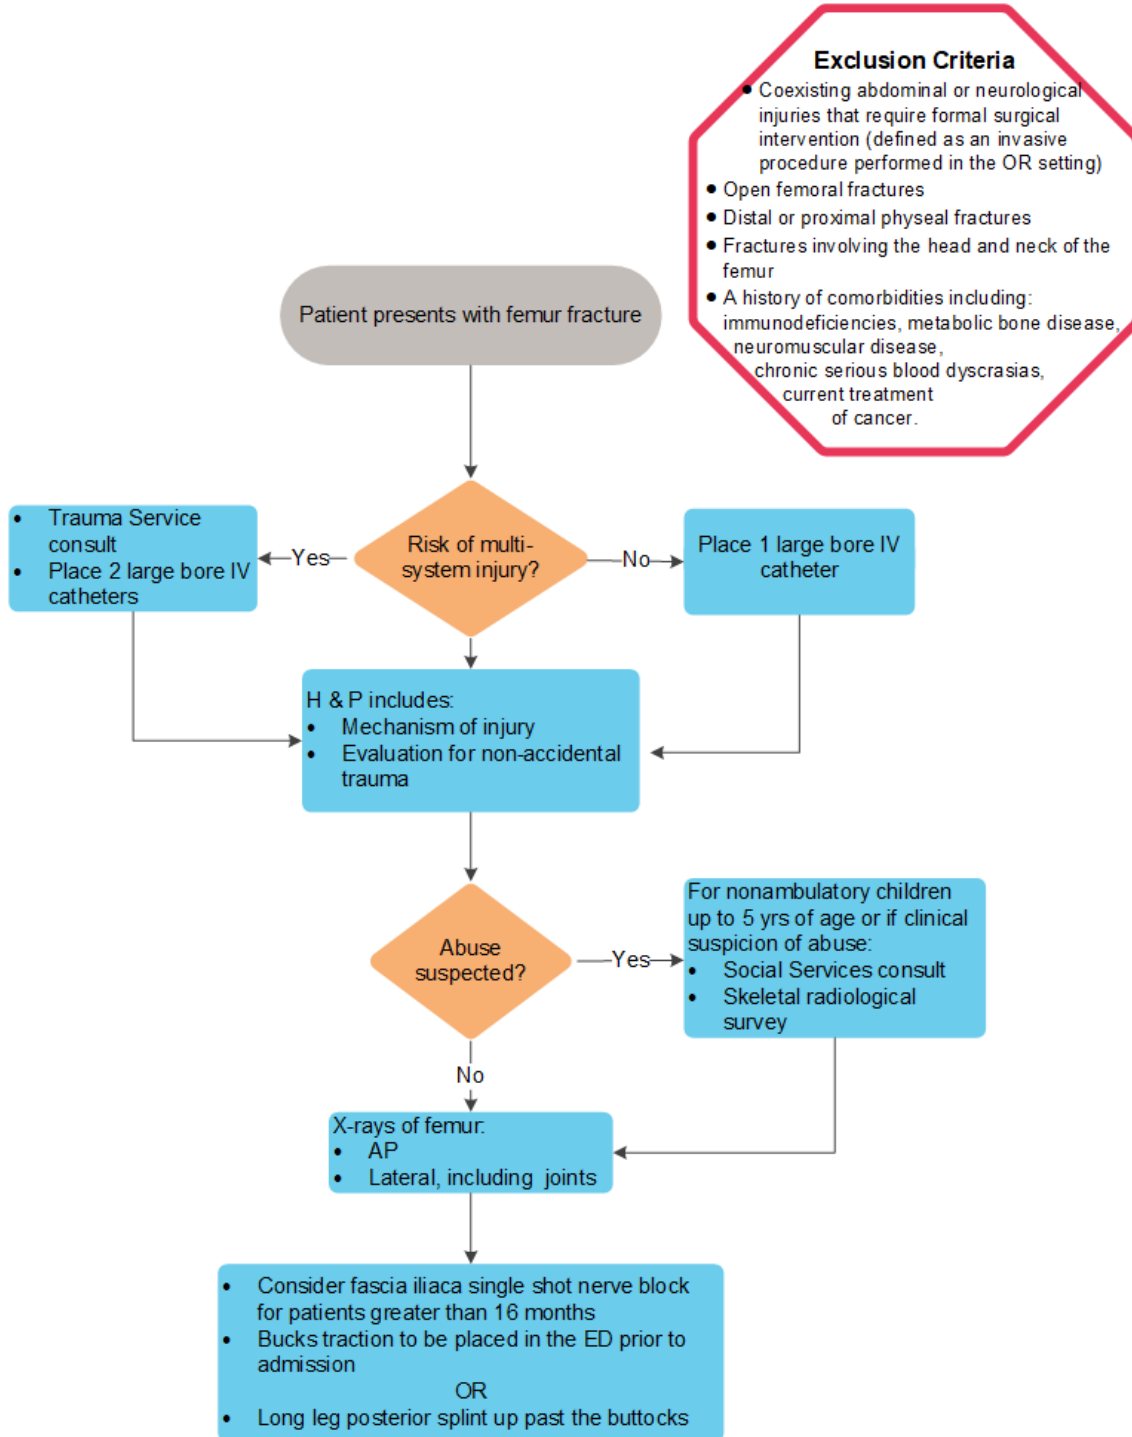 Exclusion Criteria
• Coexisting abdominal or neurological
injuries that require formal surgical
intervention (defined as an invasive
procedure performed in the OR setting)
• Open femoral fractures
• Distal or proximal physeal fractures
• Fractures involving the head and neck of the
femur
• A history of comorbidities including:
immunodeficiencies, metabolic bone disease,
neuromuscular disease,
chronic serious blood dyscrasias,
current treatment
of cancer.
Patient presents with femur fracture
• Trauma Service
consult
• Place 2 large bore IV
catheters
Yes
Risk of multi-
system injury?
No
Place 1 large bore IV
catheter
H & P includes:
• Mechanism of injury
• Evaluation for non-accidental
trauma
Abuse
suspected?
Yes
For nonambulatory children
up to 5 yrs of age or if clinical
suspicion of abuse:
• Social Services consult
• Skeletal radiological
survey
No
X-rays of femur:
• AP
• Lateral, including joints
• Consider fascia iliaca single shot nerve block
for patients greater than 16 months
• Bucks traction to be placed in the ED prior to
admission
OR
• Long leg posterior splint up past the buttocks